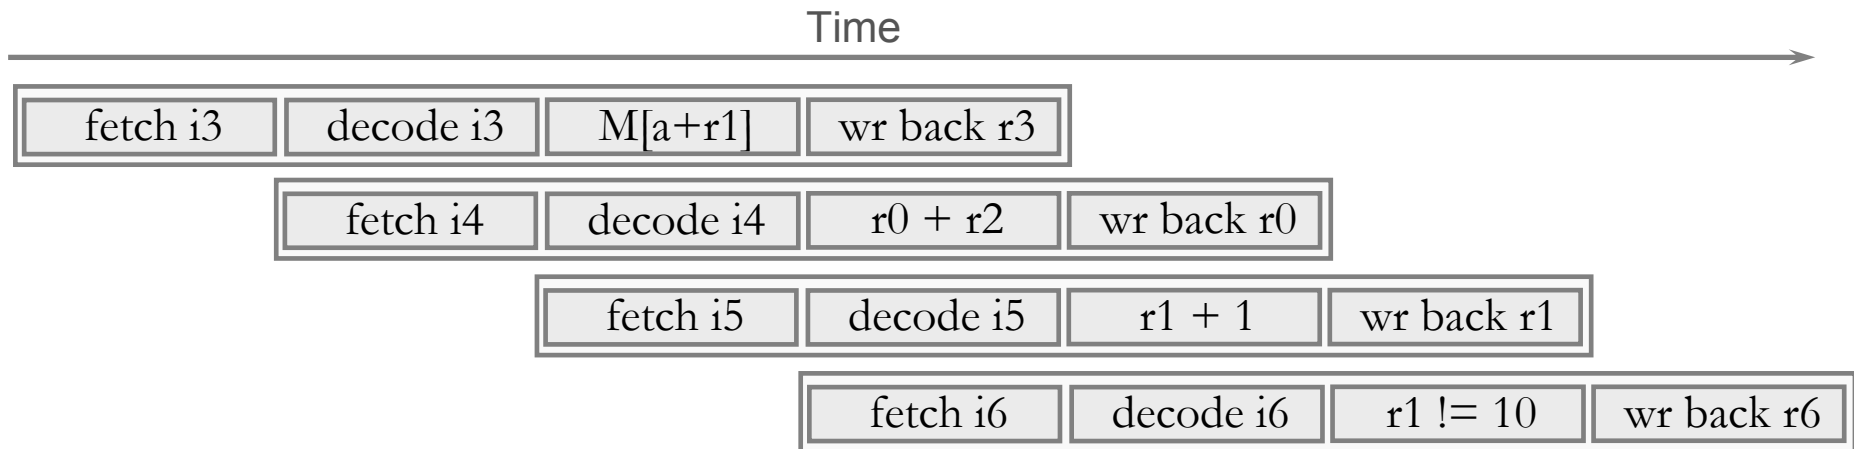 Time
fetch i3 decode i3 M[a+r1] wr back r3
fetch i4 decode i4 r0 + r2 wr back r0
fetch i5 decode i5 r1 + 1 wr back r1
fetch i6 decode i6 r1 != 10 wr back r6